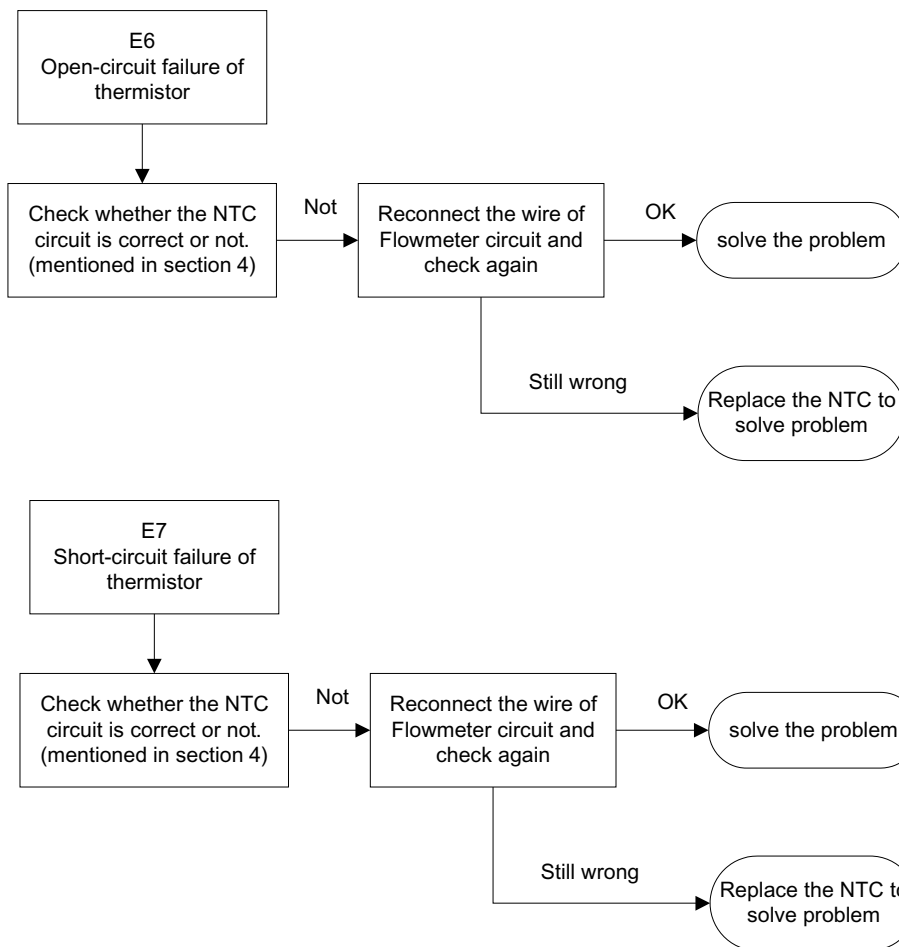 E6
Open-circuit failure of
thermistor
Check whether the NTC
circuit is correct or not.
(mentioned in section 4)
Not
Reconnect the wire of
Flowmeter circuit and
check again
OK
solve the problem
Still wrong
Replace the NTC to
solve problem
E7
Short-circuit failure of
thermistor
Check whether the NTC
circuit is correct or not.
(mentioned in section 4)
Not
Reconnect the wire of
Flowmeter circuit and
check again
OK
solve the problem
Still wrong
Replace the NTC to
solve problem